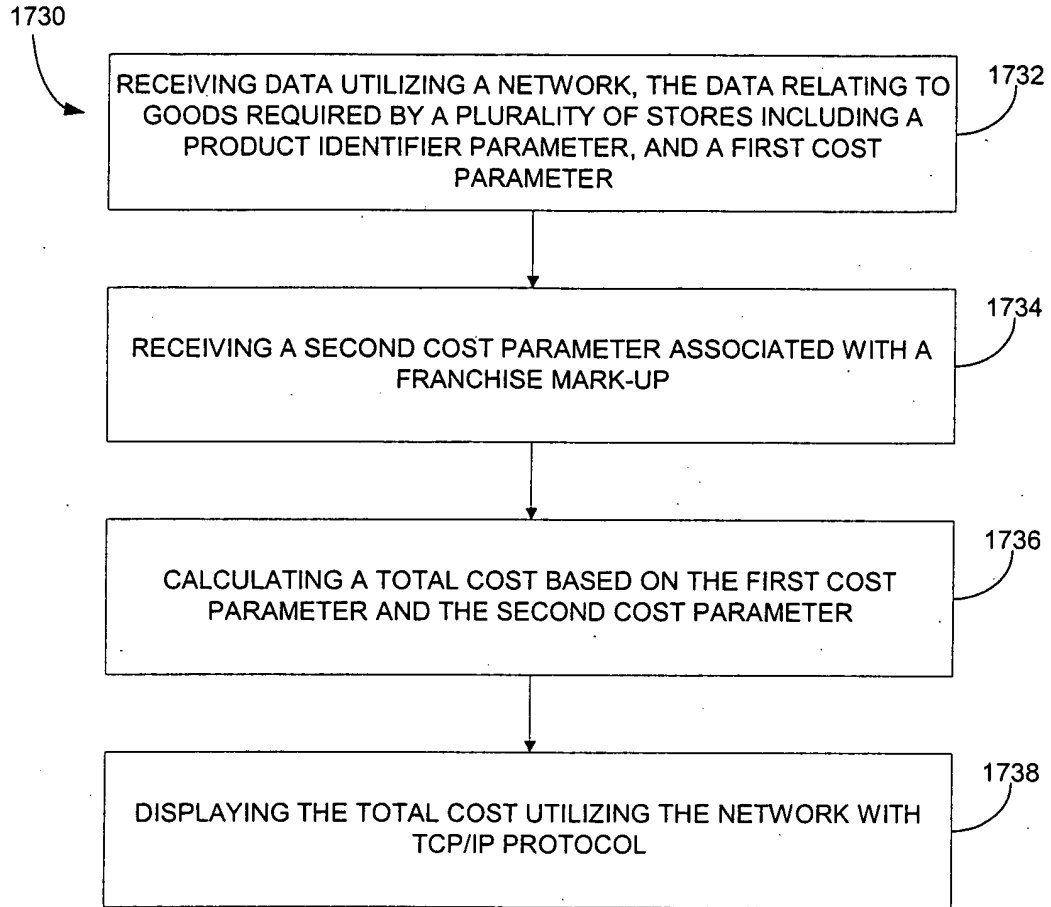 1730
1732
RECEIVING DATA UTILIZING A NETWORK, THE DATA RELATING TO
GOODS REQUIRED BY A PLURALITY OF STORES INCLUDING A
PRODUCT IDENTIFIER PARAMETER, AND A FIRST COST
PARAMETER
1734
RECEIVING A SECOND COST PARAMETER ASSOCIATED WITH A
FRANCHISE MARK-UP
1736
CALCULATING A TOTAL COST BASED ON THE FIRST COST
PARAMETER AND THE SECOND COST PARAMETER
1738
DISPLAYING THE TOTAL COST UTILIZING THE NETWORK WITH
TCP/IP PROTOCOL